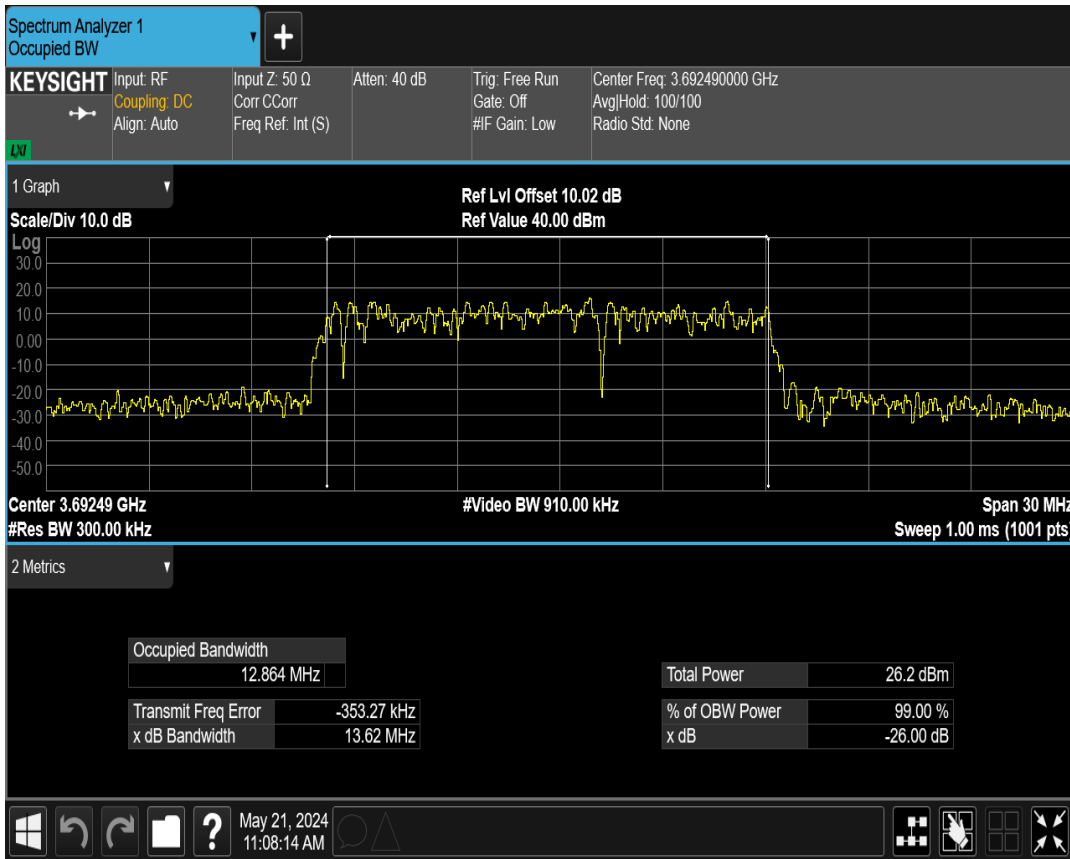 Spectrum Analyzer 1
Occupied BW
+
KEYSIGHT
LXI
Input: RF
Coupling: DC
Align: Auto
Input Z: 50 Ω
Corr CCorr
Freq Ref: Int (S)
Atten: 40 dB
Trig: Free Run
Gate: Off
#IF Gain: Low
Center Freq: 3.692490000 GHz
Avg|Hold: 100/100
Radio Std: None
1 Graph
Scale/Div 10.0 dB
Ref Lvl Offset 10.02 dB
Ref Value 40.00 dBm
Log
30.0
20.0
10.0
0.00
-10.0
-20.0
-30.0
-40.0
-50.0
Center 3.69249 GHz
#Video BW 910.00 kHz
Span 30 MHz
#Res BW 300.00 kHz
Sweep 1.00 ms (1001 pts)
2 Metrics
Occupied Bandwidth
12.864 MHz
Total Power 26.2 dBm
Transmit Freq Error -353.27 kHz
% of OBW Power 99.00 %
x dB Bandwidth 13.62 MHz
x dB -26.00 dB
?
May 21, 2024
11:08:14 AM